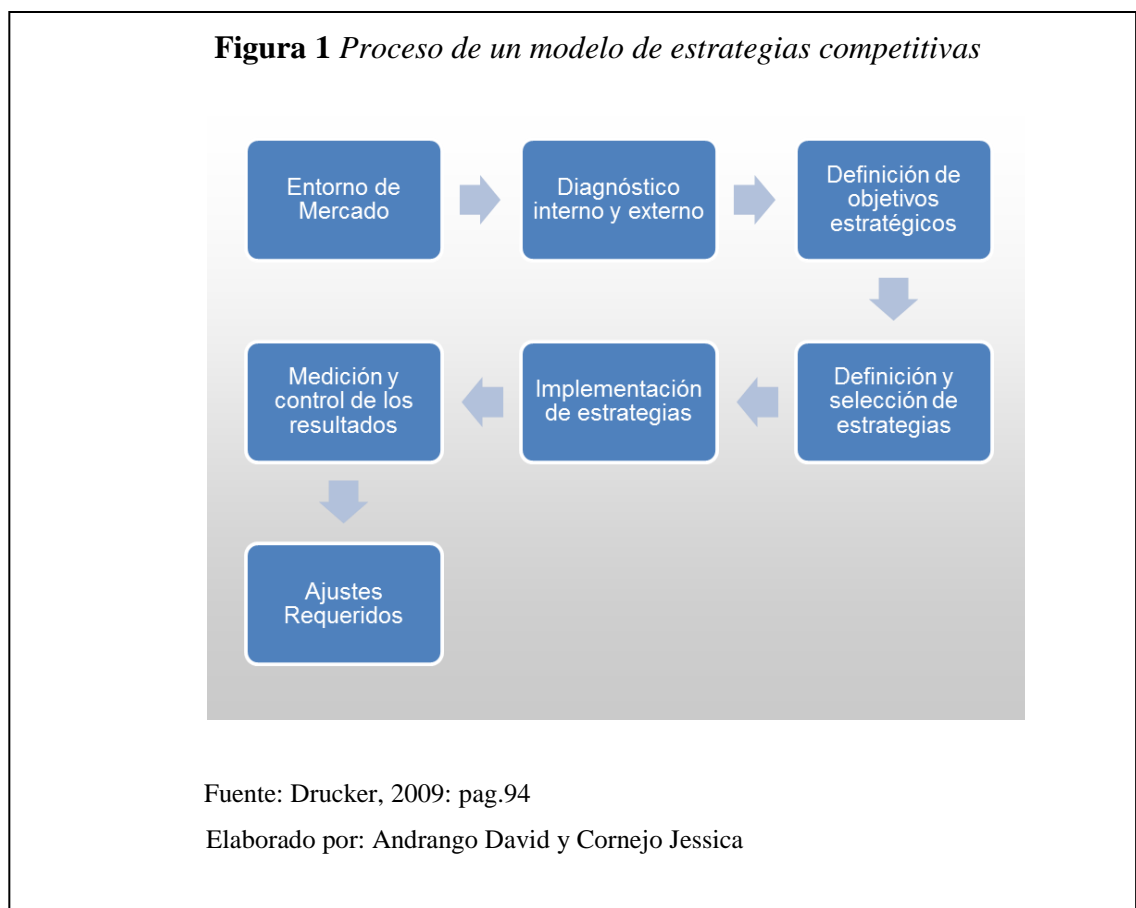 Figura 1 Proceso de un modelo de estrategias competitivas
Entorno de
Mercado
Diagnóstico
interno y externo
Definición de
objetivos
estratégicos
Definición y
selección de
estrategias
Implementación
de estrategias
Medición y
control de los
resultados
Ajustes
Requeridos
Fuente: Drucker, 2009: pag.94
Elaborado por: Andrango David y Cornejo Jessica